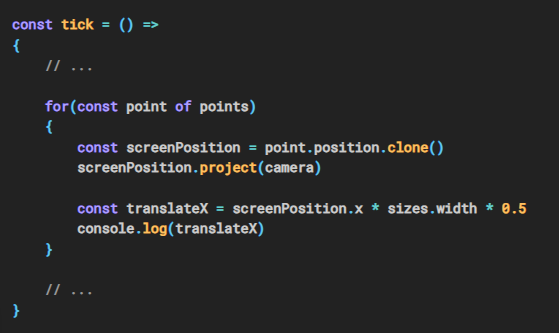 const tick = () =>
{
    // ...

    for(const point of points)
    {
        const screenPosition = point.position.clone()
        screenPosition.project(camera)

        const translateX = screenPosition.x * sizes.width * 0.5
        console.log(translateX)
    }

    // ...
}